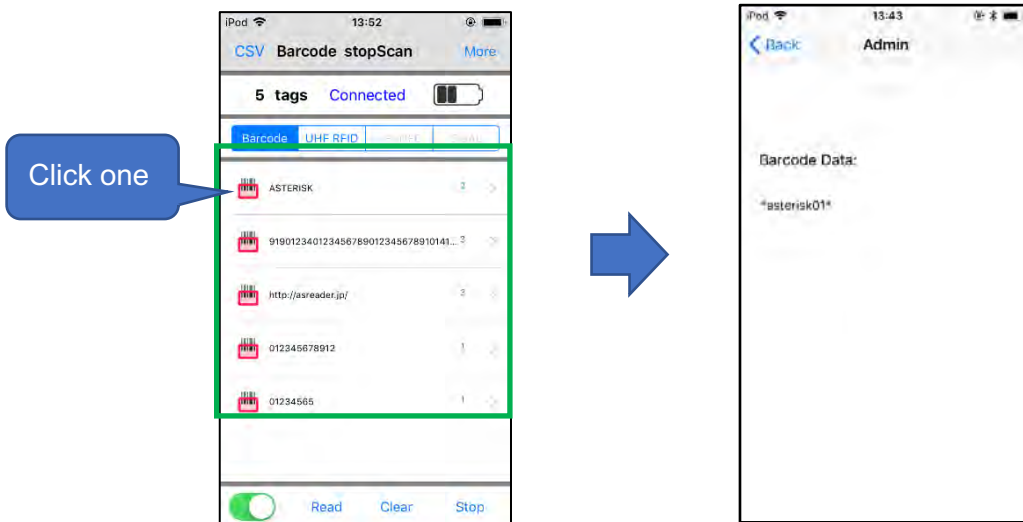 iPod 13:52
CSV Barcode stopScan More
5 tags Connected
Barcode UHF RFID
Click one
ASTERISK 2
919012340123456789012345678910141... 3
http://asreader.jp/ 3
012345678912 1
01234565 1
Read Clear Stop
iPod 13:43
Back Admin
Barcode Data:
*asterisk01*